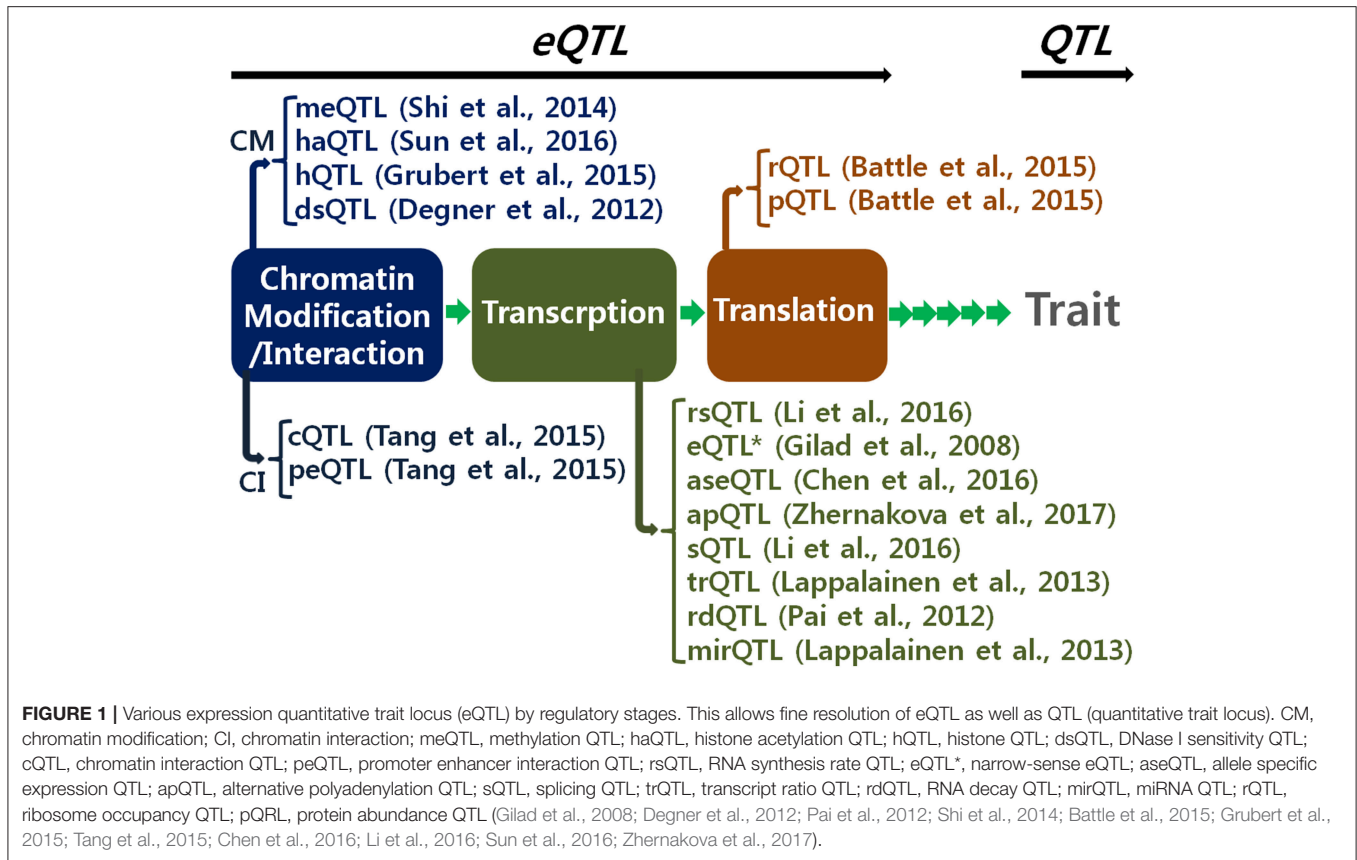 eQTL
QTL
CM
meQTL (Shi et al., 2014)
haQTL (Sun et al., 2016)
hQTL (Grubert et al., 2015)
dsQTL (Degner et al., 2012)
rQTL (Battle et al., 2015)
pQTL (Battle et al., 2015)
Chromatin
Modification
/Interaction
Transcrption
Translation
Trait
CI
cQTL (Tang et al., 2015)
peQTL (Tang et al., 2015)
rsQTL (Li et al., 2016)
eQTL* (Gilad et al., 2008)
aseQTL (Chen et al., 2016)
apQTL (Zhernakova et al., 2017)
sQTL (Li et al., 2016)
trQTL (Lappalainen et al., 2013)
rdQTL (Pai et al., 2012)
mirQTL (Lappalainen et al., 2013)
FIGURE 1 | Various expression quantitative trait locus (eQTL) by regulatory stages. This allows fine resolution of eQTL as well as QTL (quantitative trait locus). CM,
chromatin modification; CI, chromatin interaction; meQTL, methylation QTL; haQTL, histone acetylation QTL; hQTL, histone QTL; dsQTL, DNase I sensitivity QTL;
cQTL, chromatin interaction QTL; peQTL, promoter enhancer interaction QTL; rsQTL, RNA synthesis rate QTL; eQTL*, narrow-sense eQTL; aseQTL, allele specific
expression QTL; apQTL, alternative polyadenylation QTL; sQTL, splicing QTL; trQTL, transcript ratio QTL; rdQTL, RNA decay QTL; mirQTL, miRNA QTL; rQTL,
ribosome occupancy QTL; pQRL, protein abundance QTL (Gilad et al., 2008; Degner et al., 2012; Pai et al., 2012; Shi et al., 2014; Battle et al., 2015; Grubert et al.,
2015; Tang et al., 2015; Chen et al., 2016; Li et al., 2016; Sun et al., 2016; Zhernakova et al., 2017).